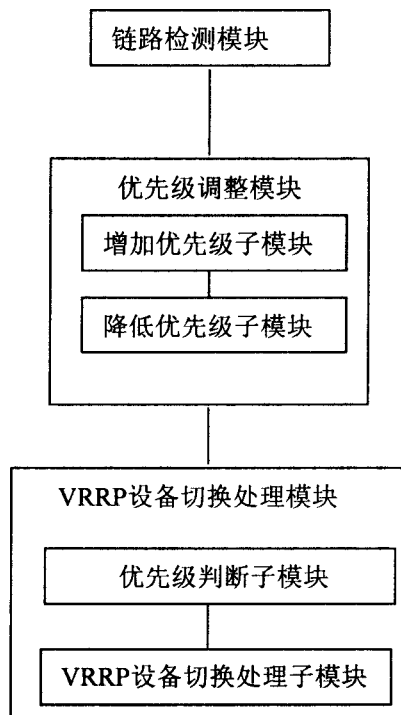 链路检测模块
优先级调整模块
增加优先级子模块
降低优先级子模块
VRRP设备切换处理模块
优先级判断子模块
VRRP设备切换处理子模块